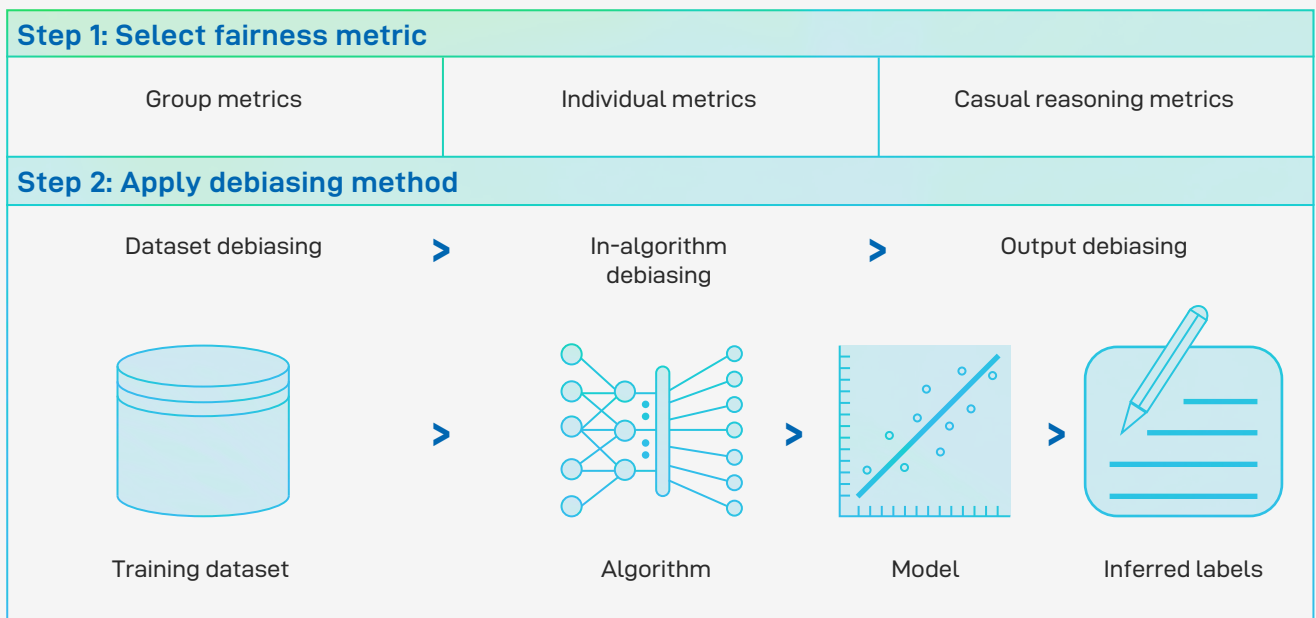 Step 1: Select fairness metric
Group metrics
Individual metrics
Casual reasoning metrics
Step 2: Apply debiasing method
Dataset debiasing
>
In-algorithm
debiasing
>
Output debiasing
>
>
>
Training dataset
Algorithm
Model
Inferred labels